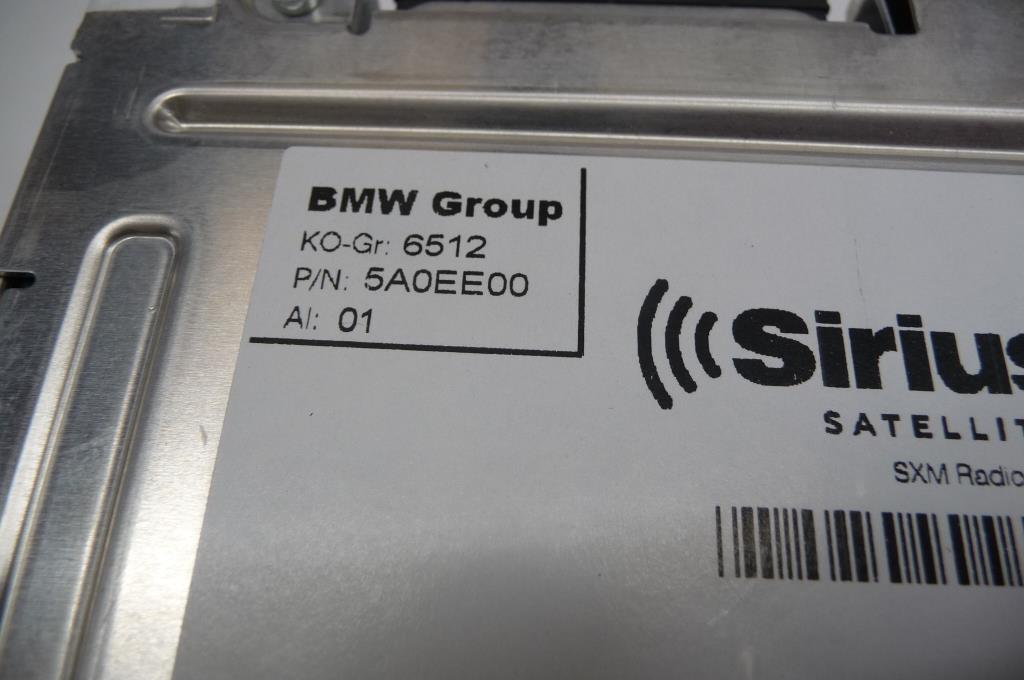 BMW Group
KO-Gr: 6512
P/N: 5A0EE00
AI: 01
Sirius
SATELLIT
SXM Radio